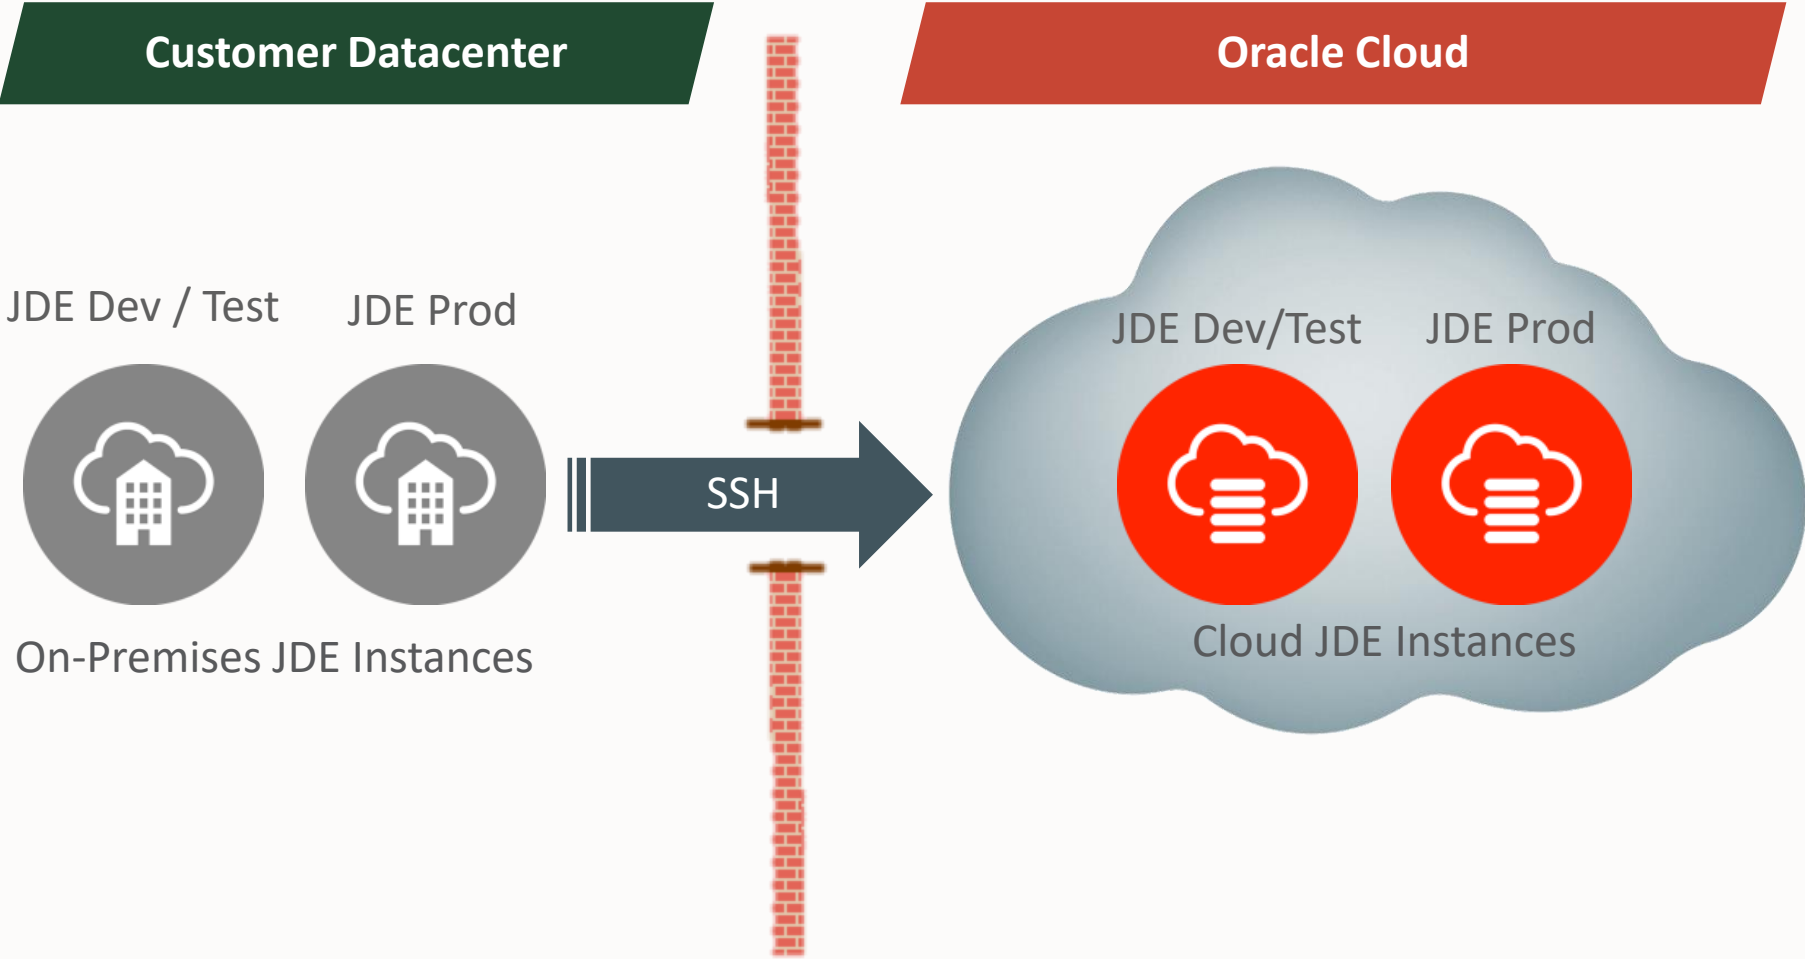 Customer Datacenter
Oracle Cloud
JDE Dev / Test
JDE Prod
On-Premises JDE Instances
SSH
JDE Dev/Test
JDE Prod
Cloud JDE Instances